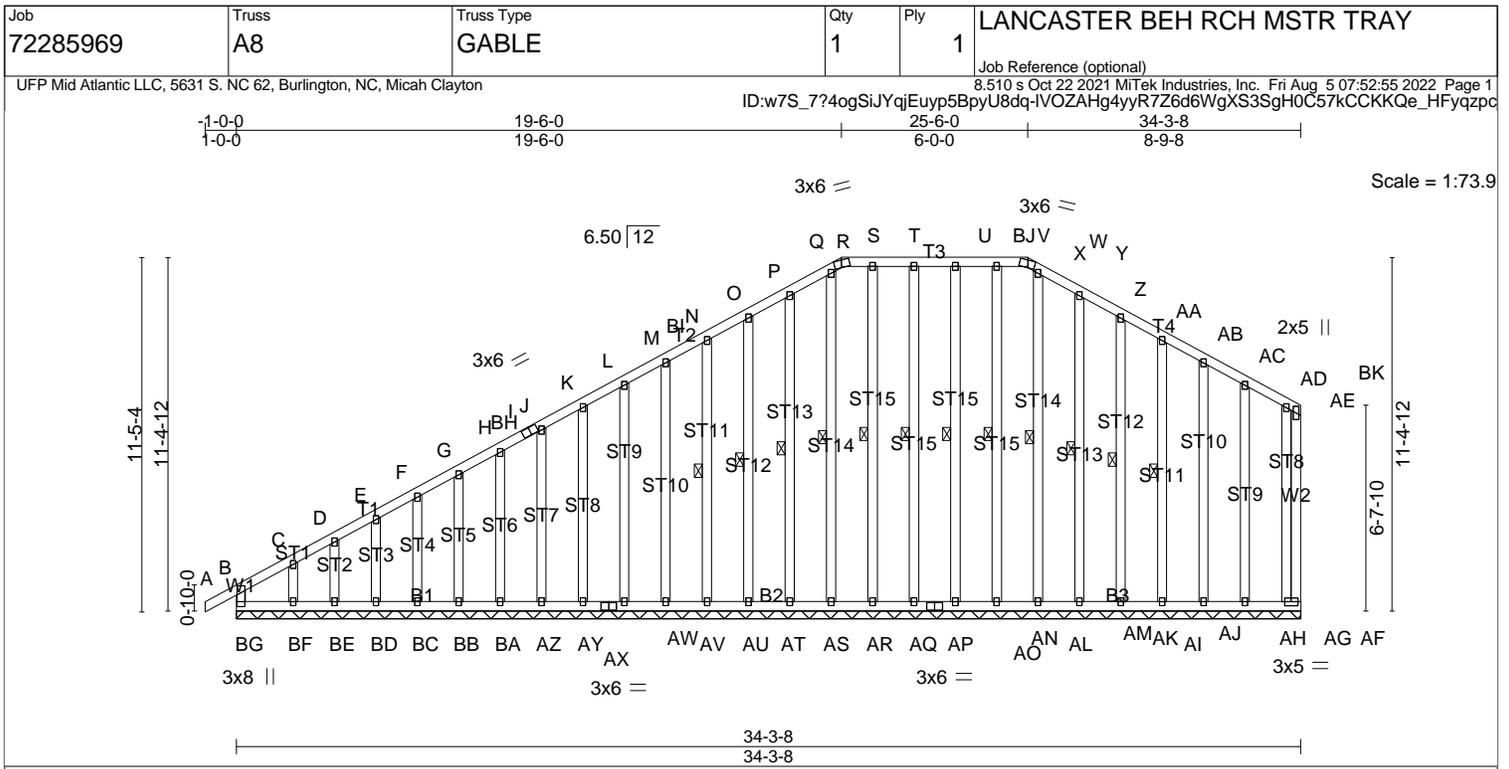 Job
72285969
Truss
A8
Truss Type
GABLE
Qty
1
Ply
1
LANCASTER BEH RCH MSTR TRAY
Job Reference (optional)
UFP Mid Atlantic LLC, 5631 S. NC 62, Burlington, NC, Micah Clayton
8.510 s Oct 22 2021 MiTek Industries, Inc. Fri Aug 5 07:52:55 2022 Page 1
ID:w7S_7?4ogSiJYqjEuyp5BpyU8dq-IVOZAHg4yyR7Z6d6WgXS3SgH0C57kCCKKQe_HFyqzpc
-1-0-0 19-6-0 25-6-0 34-3-8
1-0-0 19-6-0 6-0-0 8-9-8
Scale = 1:73.9
3x6 =
3x6 =
6.50 12
Q R S T U BJ V
T3
X W Y
P
O
Z
N
BI
T2
M
AA
T4
AB
2x5 ||
L
3x6 =
AC
K
AD
BK
AE
J
I
BH
H
G
F
E
T1
D
C
B
A
ST1 ST2 ST3 ST4 ST5 ST6 ST7 ST8 ST9 ST10 ST11 ST12 ST13 ST14 ST15 ST15 ST15 ST15 ST14 ST13 ST12 ST11 ST10 ST9 ST8
W1
W2
11-5-4
11-4-12
0-10-0
11-4-12
6-7-10
B1 B2 B3
BG BF BE BD BC BB BA AZ AY AX AW AV AU AT AS AR AQ AP AO AN AL AM AK AI AJ AH AG AF
3x8 ||
3x6 =
3x6 =
3x5 =
34-3-8
34-3-8